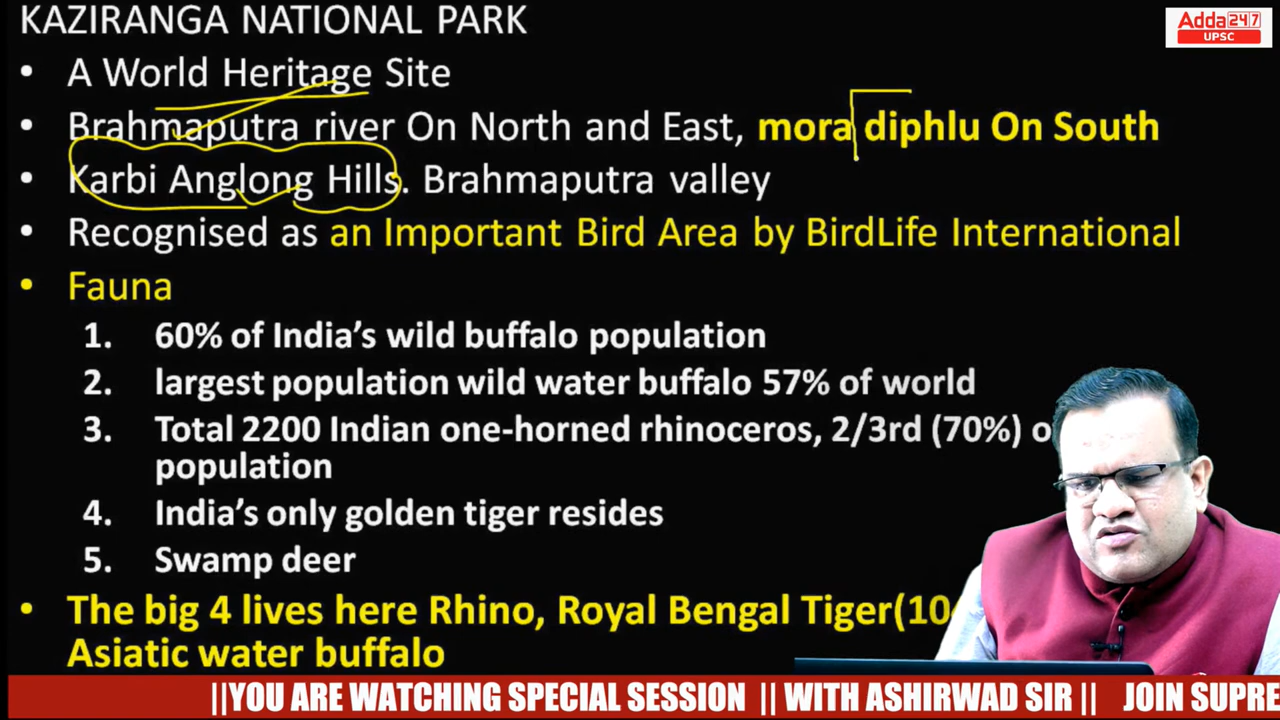 KAZIRANGA NATIONAL PARK
Adda247
UPSC
• A World Heritage Site
• Brahmaputra river On North and East, mora diphlu On South
• Karbi Anglong Hills. Brahmaputra valley
• Recognised as an Important Bird Area by BirdLife International
• Fauna
1. 60% of India's wild buffalo population
2. largest population wild water buffalo 57% of world
3. Total 2200 Indian one-horned rhinoceros, 2/3rd (70%)
population
4. India's only golden tiger resides
5. Swamp deer
• The big 4 lives here Rhino, Royal Bengal Tiger(10
Asiatic water buffalo
||YOU ARE WATCHING SPECIAL SESSION || WITH ASHIRWAD SIR || JOIN SUPRE